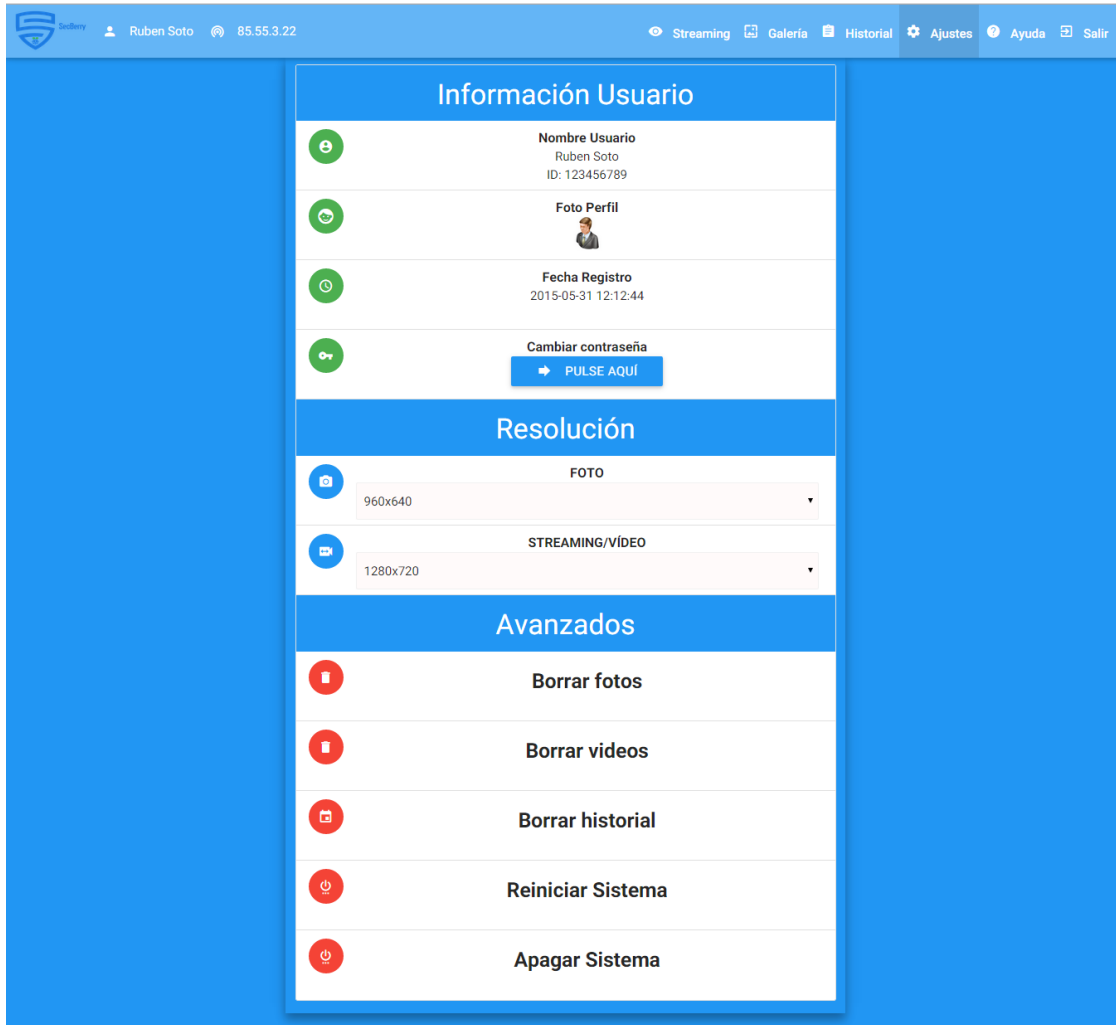 SecBerry
Ruben Soto
85.55.3.22
Streaming
Galería
Historial
Ajustes
Ayuda
Salir
Información Usuario
Nombre Usuario
Ruben Soto
ID: 123456789
Foto Perfil
Fecha Registro
2015-05-31 12:12:44
Cambiar contraseña
PULSE AQUÍ
Resolución
FOTO
960x640
STREAMING/VÍDEO
1280x720
Avanzados
Borrar fotos
Borrar videos
Borrar historial
Reiniciar Sistema
Apagar Sistema